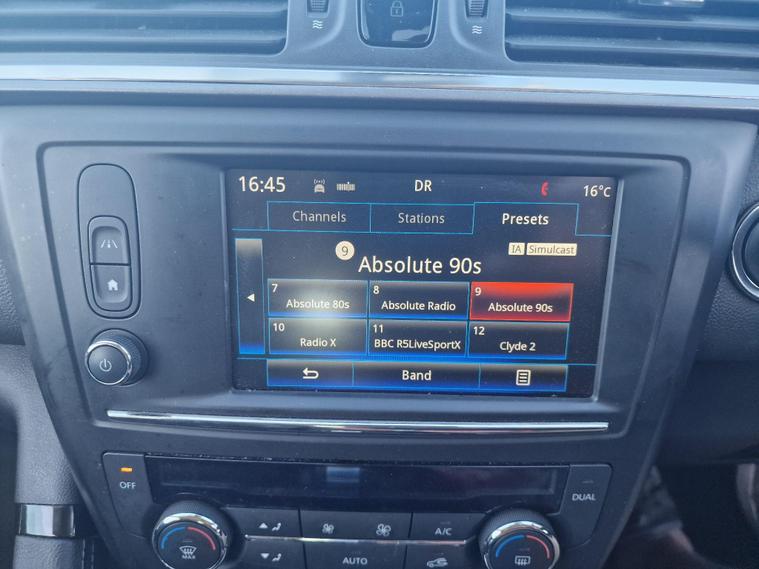 16:45 DR 16°C
Channels Stations Presets
IA Simulcast
9 Absolute 90s
7 Absolute 80s 8 Absolute Radio 9 Absolute 90s
10 Radio X 11 BBC R5LiveSportX 12 Clyde 2
Band
OFF DUAL
A/C
MAX AUTO